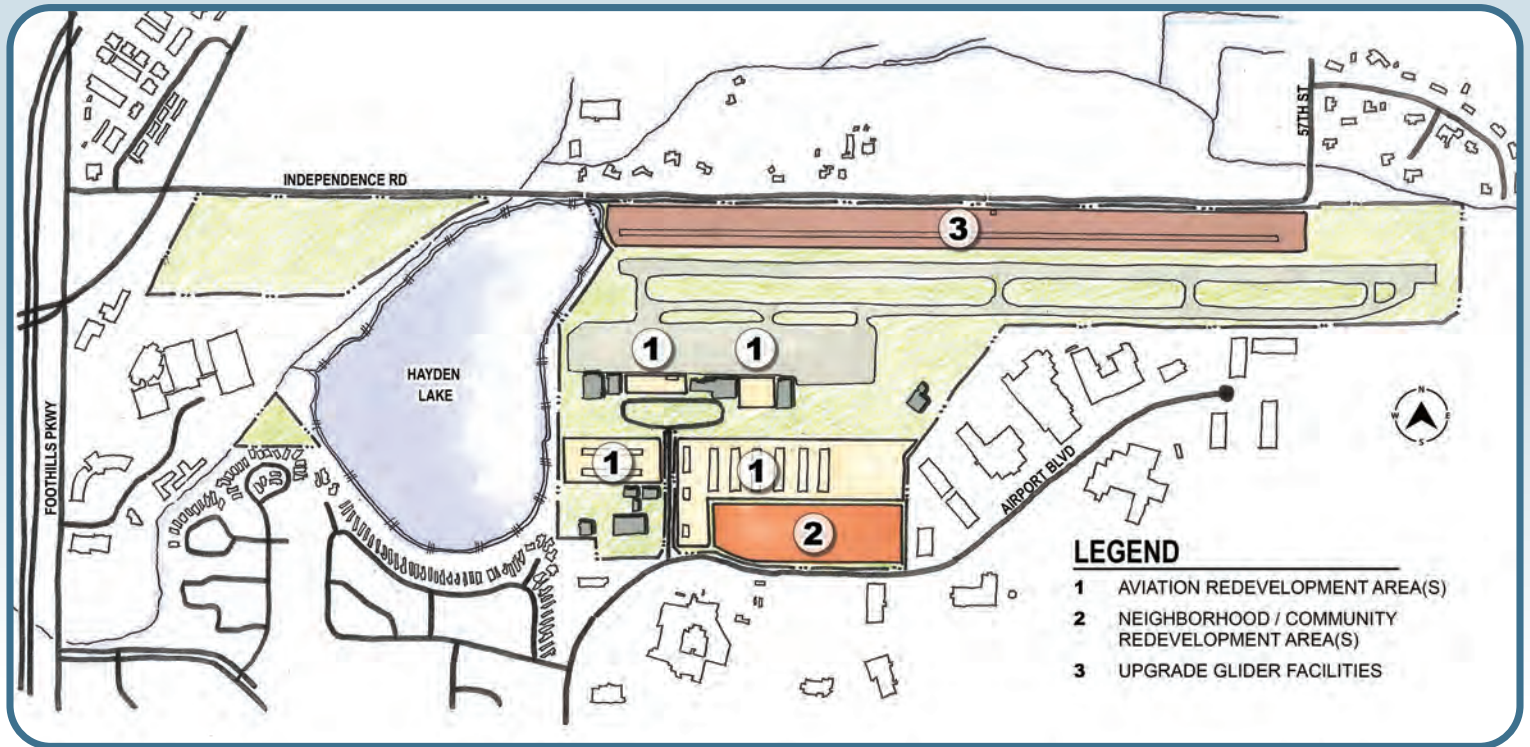 INDEPENDENCE RD
57TH ST
3
1
1
HAYDEN
LAKE
FOOTHILLS PKWY
N
W
E
S
1
1
2
AIRPORT BLVD
LEGEND
1 AVIATION REDEVELOPMENT AREA(S)
2 NEIGHBORHOOD / COMMUNITY
REDEVELOPMENT AREA(S)
3 UPGRADE GLIDER FACILITIES